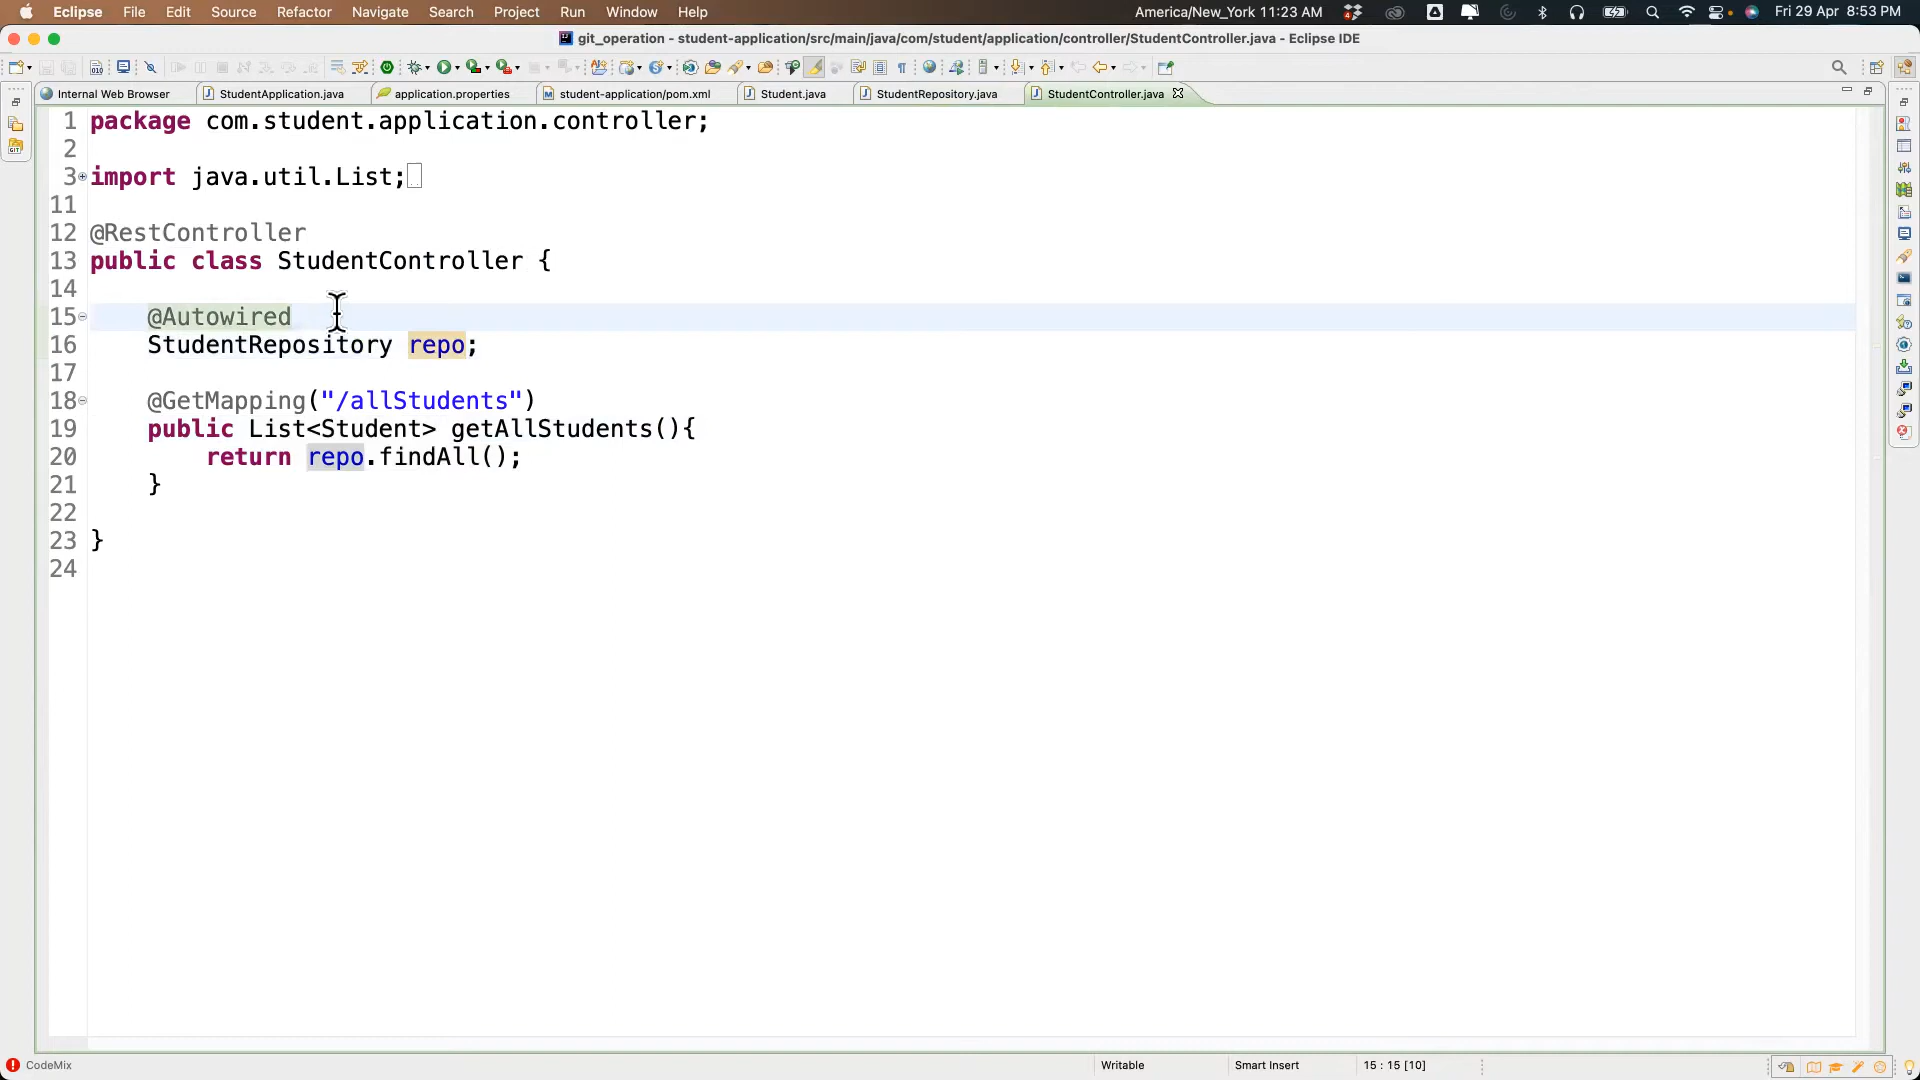 Eclipse File Edit Source Refactor Navigate Search Project Run Window Help America/New_York 11:23 AM Fri 29 Apr 8:53 PM
git_operation - student-application/src/main/java/com/student/application/controller/StudentController.java - Eclipse IDE
Internal Web Browser StudentApplication.java application.properties student-application/pom.xml Student.java StudentRepository.java StudentController.java
1 package com.student.application.controller;
2
3 import java.util.List;
11
12 @RestController
13 public class StudentController {
14
15 @Autowired
16 StudentRepository repo;
17
18 @GetMapping("/allStudents")
19 public List<Student> getAllStudents(){
20 return repo.findAll();
21 }
22
23 }
24
CodeMix Writable Smart Insert 15 : 15 [10]